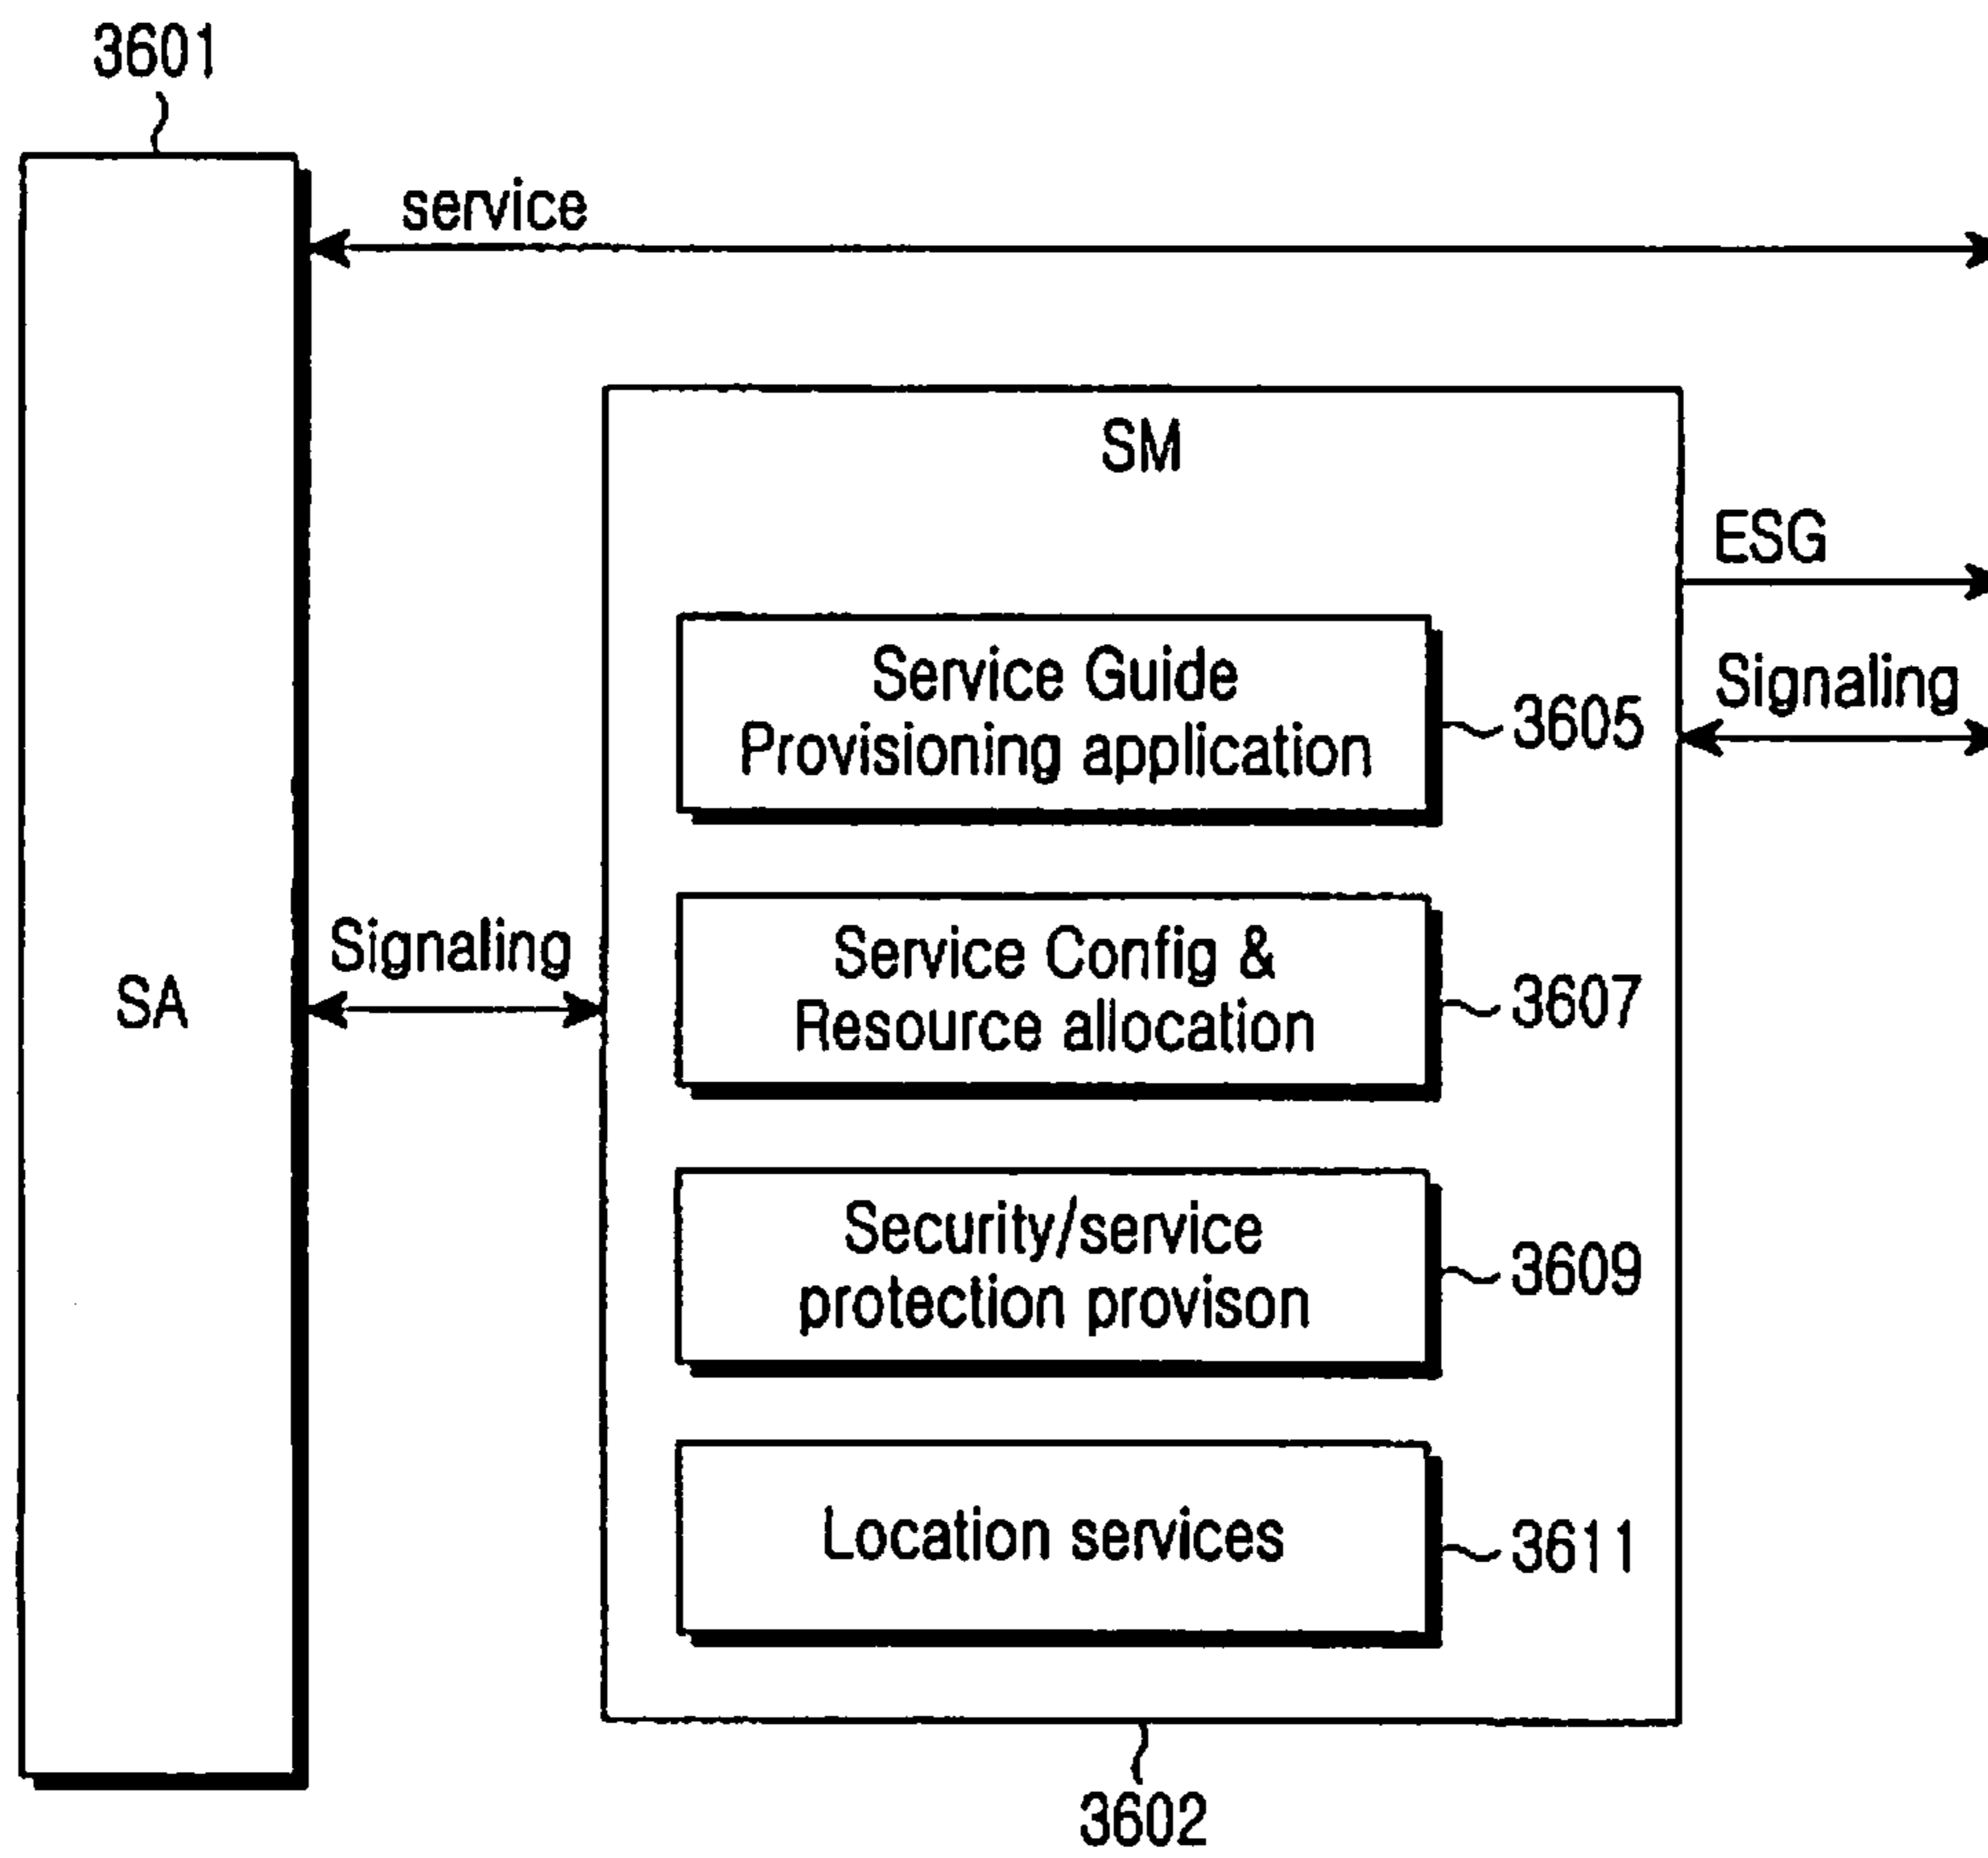 3601
service
SM
ESG
Service Guide
Provisioning application
3605
Signaling
Signaling
SA
Service Config &
Resource allocation
3607
Security/service
protection provison
3609
Location services
3611
3602